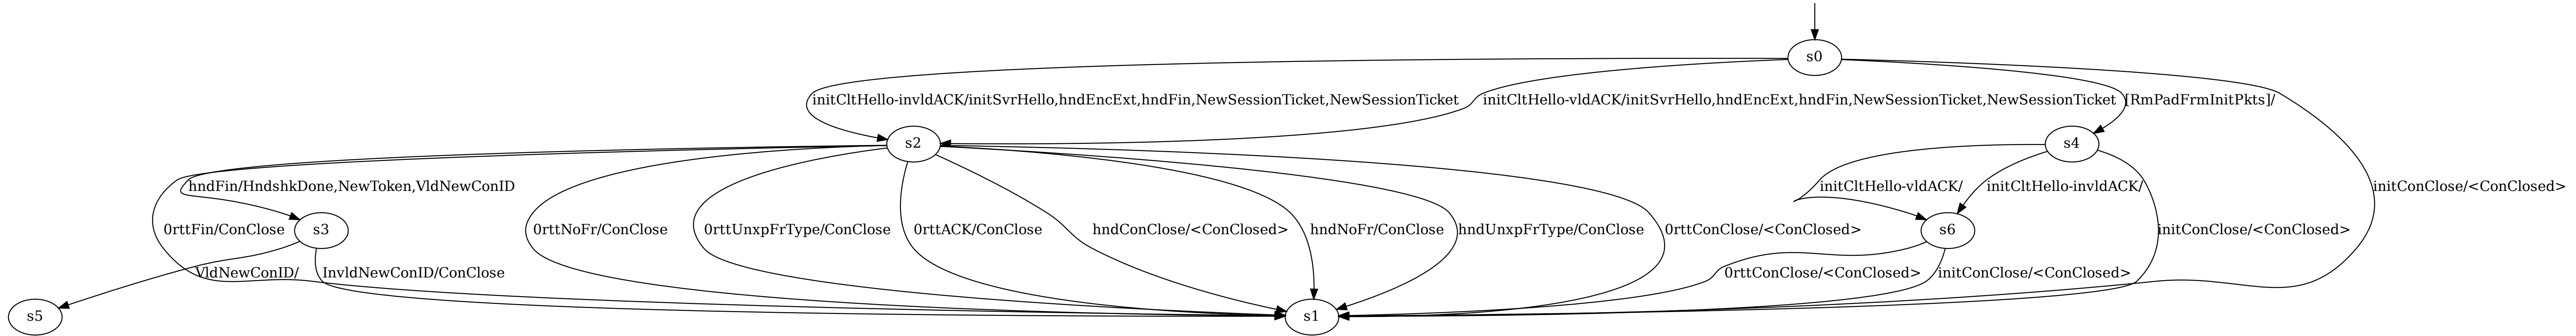 s0
initCltHello-invldACK/initSvrHello,hndEncExt,hndFin,NewSessionTicket,NewSessionTicket
initCltHello-vldACK/initSvrHello,hndEncExt,hndFin,NewSessionTicket,NewSessionTicket
[RmPadFrmInitPkts]/
s2
s4
hndFin/HndshkDone,NewToken,VldNewConID
initCltHello-vldACK/
initCltHello-invldACK/
initConClose/<ConClosed>
s3
0rttFin/ConClose
0rttNoFr/ConClose
0rttUnxpFrType/ConClose
0rttACK/ConClose
hndConClose/<ConClosed>
hndNoFr/ConClose
hndUnxpFrType/ConClose
0rttConClose/<ConClosed>
s6
initConClose/<ConClosed>
VldNewConID/
InvldNewConID/ConClose
0rttConClose/<ConClosed>
initConClose/<ConClosed>
s5
s1